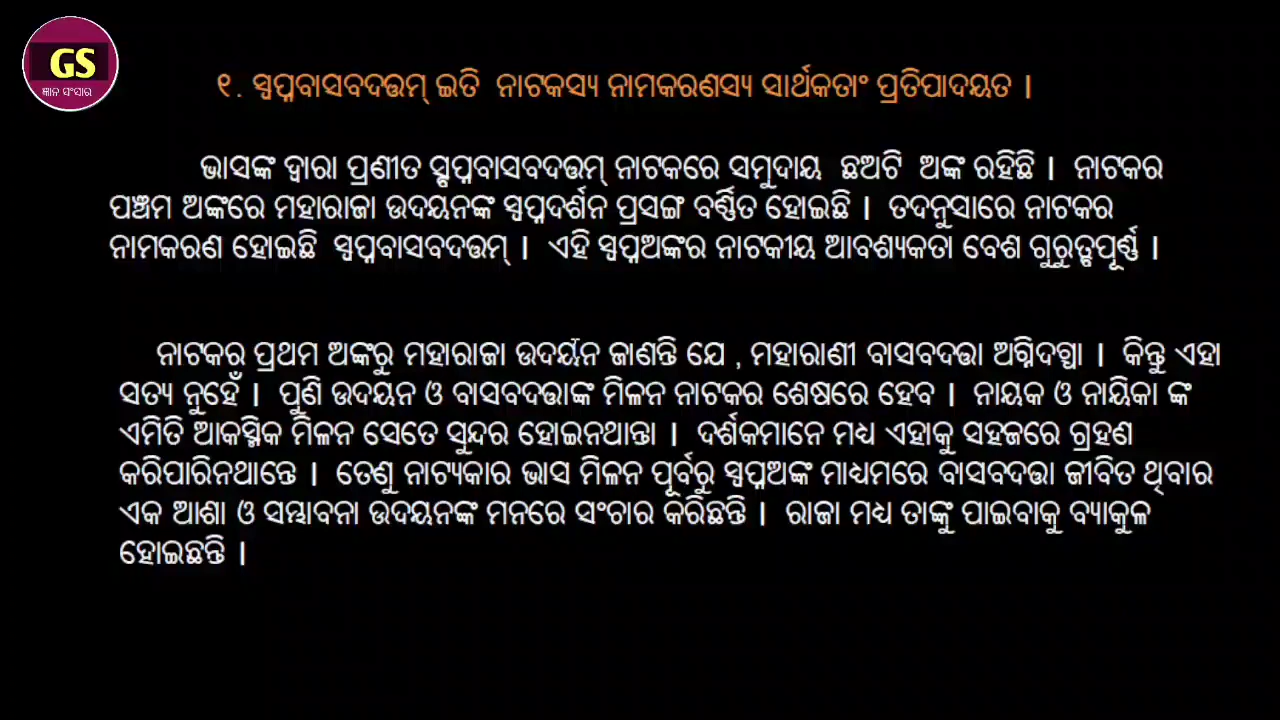 GS
ଜ୍ଞାନ ସଂସାର
୧. ସ୍ୱପ୍ନବାସବଦତ୍ତମ୍ ଇତି ନାଟକସ୍ୟ ନାମକରଣସ୍ୟ ସାର୍ଥକତାଂ ପ୍ରତିପାଦୟତ ।
ଭାସଙ୍କ ଦ୍ୱାରା ପ୍ରଣୀତ ସ୍ୱପ୍ନବାସବଦତ୍ତମ୍ ନାଟକରେ ସମୁଦାୟ ଛଅଟି ଅଙ୍କ ରହିଛି । ନାଟକର
ପଞ୍ଚମ ଅଙ୍କରେ ମହାରାଜା ଉଦୟନଙ୍କ ସ୍ୱପ୍ନଦର୍ଶନ ପ୍ରସଙ୍ଗ ବର୍ଣ୍ଣିତ ହୋଇଛି । ତଦନୁସାରେ ନାଟକର
ନାମକରଣ ହୋଇଛି ସ୍ୱପ୍ନବାସବଦତ୍ତମ୍ । ଏହି ସ୍ୱପ୍ନଅଙ୍କର ନାଟକୀୟ ଆବଶ୍ୟକତା ବେଶ ଗୁରୁତ୍ୱପୂର୍ଣ୍ଣ ।
ନାଟକର ପ୍ରଥମ ଅଙ୍କରୁ ମହାରାଜା ଉଦୟନ ଜାଣନ୍ତି ଯେ , ମହାରାଣୀ ବାସବଦତ୍ତା ଅଗ୍ନିଦଗ୍ଧା । କିନ୍ତୁ ଏହା
ସତ୍ୟ ନୁହେଁ । ପୁଣି ଉଦୟନ ଓ ବାସବଦତ୍ତାଙ୍କ ମିଳନ ନାଟକର ଶେଷରେ ହେବ । ନାୟକ ଓ ନାୟିକା ଙ୍କ
ଏମିତି ଆକସ୍ମିକ ମିଳନ ସେତେ ସୁନ୍ଦର ହୋଇନଥାନ୍ତା । ଦର୍ଶକମାନେ ମଧ୍ୟ ଏହାକୁ ସହଜରେ ଗ୍ରହଣ
କରିପାରିନଥାନ୍ତେ । ତେଣୁ ନାଟ୍ୟକାର ଭାସ ମିଳନ ପୂର୍ବରୁ ସ୍ୱପ୍ନଅଙ୍କ ମାଧ୍ୟମରେ ବାସବଦତ୍ତା ଜୀବିତ ଥିବାର
ଏକ ଆଶା ଓ ସମ୍ଭାବନା ଉଦୟନଙ୍କ ମନରେ ସଂଚାର କରିଛନ୍ତି । ରାଜା ମଧ୍ୟ ତାଙ୍କୁ ପାଇବାକୁ ବ୍ୟାକୁଳ
ହୋଇଛନ୍ତି ।